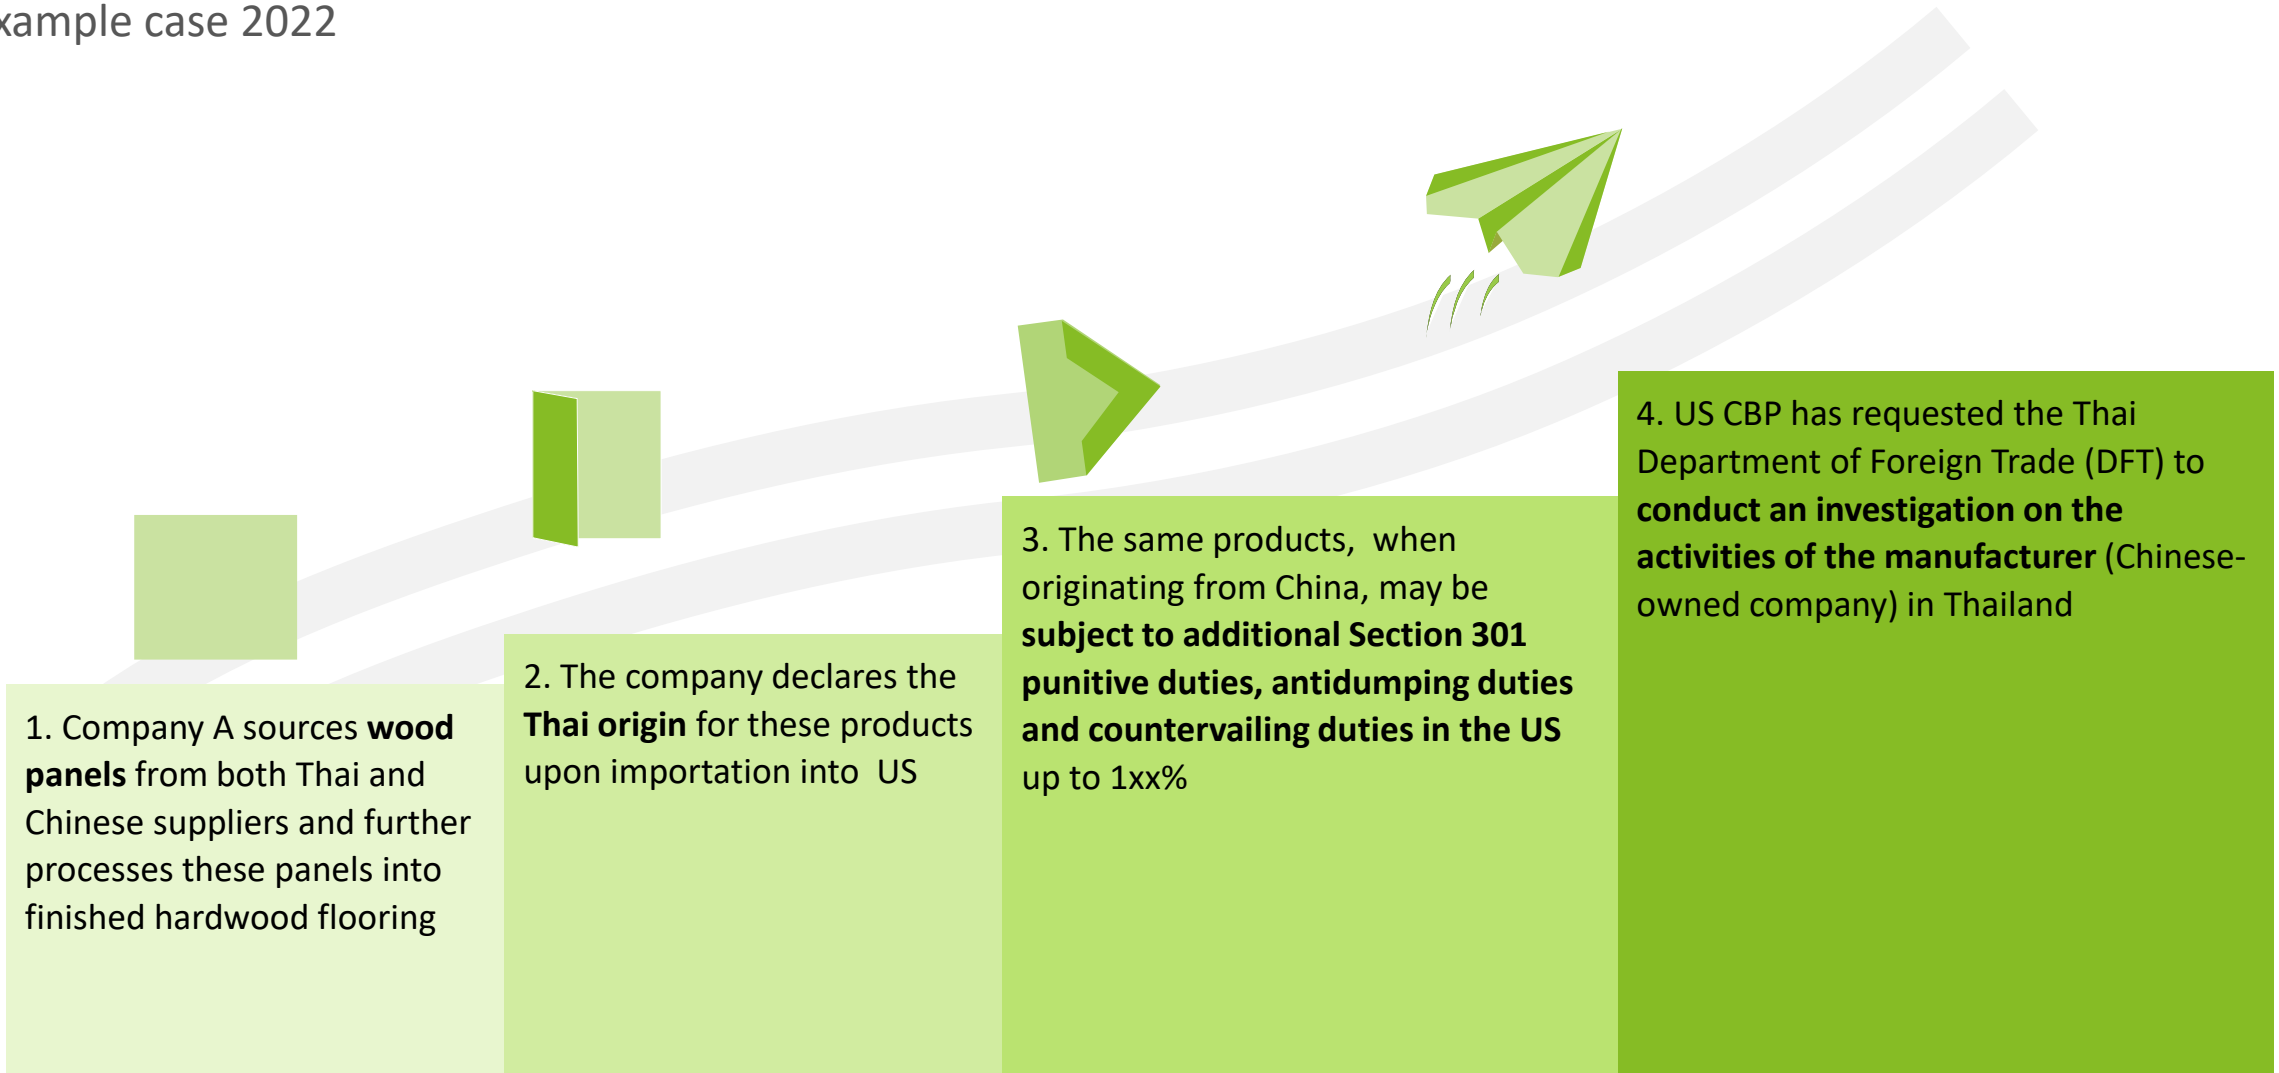 xample case 2022
1. Company A sources wood
panels from both Thai and
Chinese suppliers and further
processes these panels into
finished hardwood flooring
2. The company declares the
Thai origin for these products
upon importation into  US
3. The same products,  when
originating from China, may be
subject to additional Section 301
punitive duties, antidumping duties
and countervailing duties in the US
up to 1xx%
4. US CBP has requested the Thai
Department of Foreign Trade (DFT) to
conduct an investigation on the
activities of the manufacturer (Chinese-
owned company) in Thailand